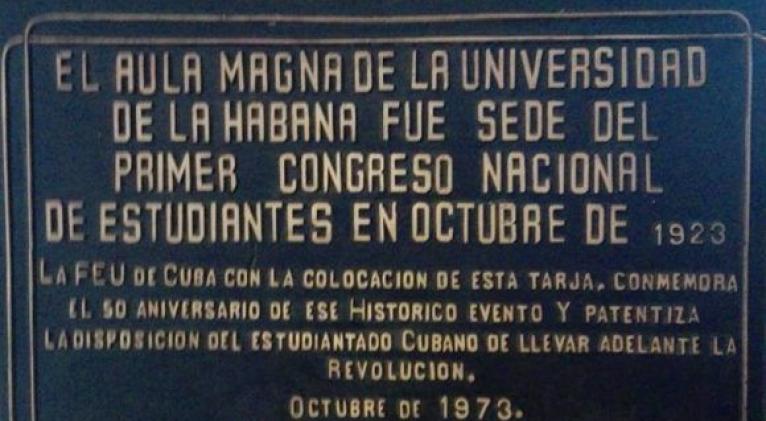 EL AULA MAGNA DE LA UNIVERSIDAD
DE LA HABANA FUE SEDE DEL
PRIMER CONGRESO NACIONAL
DE ESTUDIANTES EN OCTUBRE DE 1923
LA FEU DE CUBA CON LA COLOCACION DE ESTA TARJA, CONMEMORA
EL 50 ANIVERSARIO DE ESE HISTORICO EVENTO Y PATENTIZA
LA DISPOSICION DEL ESTUDIANTADO CUBANO DE LLEVAR ADELANTE LA
REVOLUCION.
OCTUBRE DE 1973.